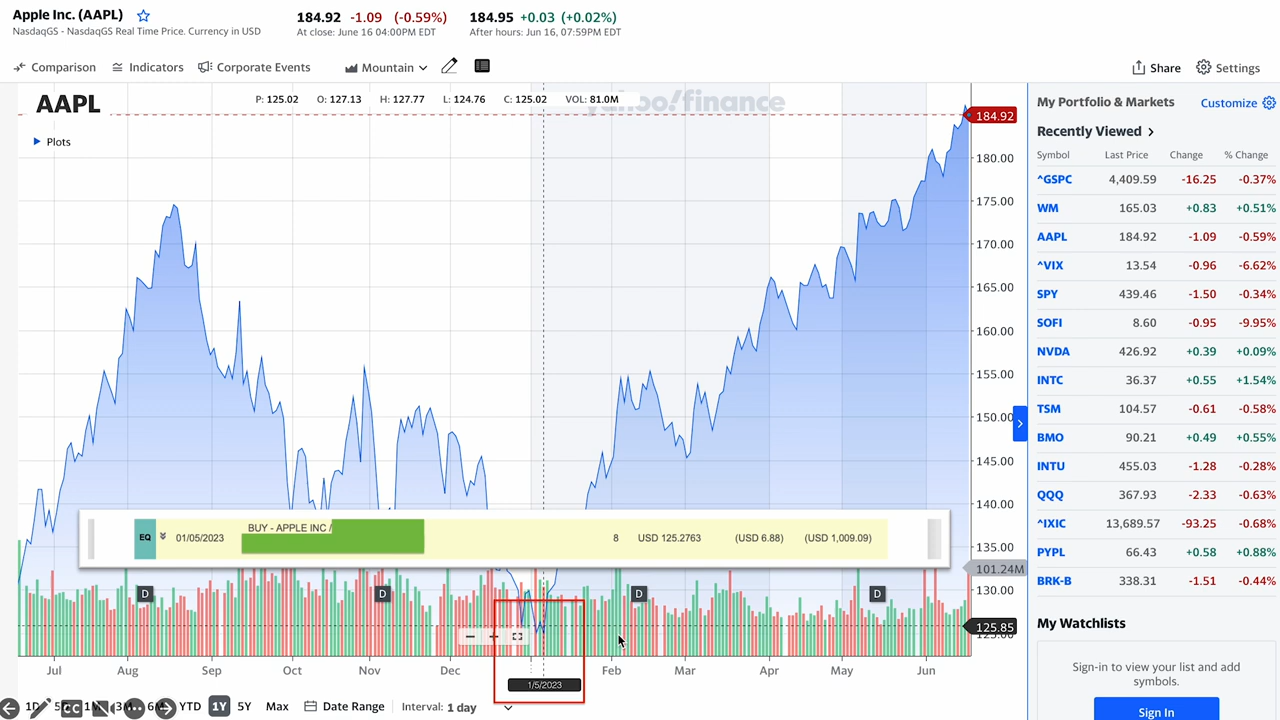 Apple Inc. (AAPL)
NasdaqGS - NasdaqGS Real Time Price. Currency in USD
184.92 -1.09 (-0.59%)
At close: June 16 04:00PM EDT
184.95 +0.03 (+0.02%)
After hours: Jun 16, 07:59PM EDT
Comparison Indicators Corporate Events Mountain
Share Settings
AAPL
P: 125.02 O: 127.13 H: 127.77 L: 124.76 C: 125.02 VOL: 81.0M
yahoo!finance
Plots
184.92
180.00
175.00
170.00
165.00
160.00
155.00
150.00
145.00
140.00
135.00
101.24M
130.00
125.85
EQ 01/05/2023 BUY - APPLE INC / 8 USD 125.2763 (USD 6.88) (USD 1,009.09)
D D D D
Jul Aug Sep Oct Nov Dec Feb Mar Apr May Jun
1/5/2023
1D 1M 3M 6M YTD 1Y 5Y Max Date Range Interval: 1 day
CC
My Portfolio & Markets Customize
Recently Viewed
Symbol Last Price Change % Change
^GSPC 4,409.59 -16.25 -0.37%
WM 165.03 +0.83 +0.51%
AAPL 184.92 -1.09 -0.59%
^VIX 13.54 -0.96 -6.62%
SPY 439.46 -1.50 -0.34%
SOFI 8.60 -0.95 -9.95%
NVDA 426.92 +0.39 +0.09%
INTC 36.37 +0.55 +1.54%
TSM 104.57 -0.61 -0.58%
BMO 90.21 +0.49 +0.55%
INTU 455.03 -1.28 -0.28%
QQQ 367.93 -2.33 -0.63%
^IXIC 13,689.57 -93.25 -0.68%
PYPL 66.43 +0.58 +0.88%
BRK-B 338.31 -1.51 -0.44%
My Watchlists
Sign-in to view your list and add
symbols.
Sign In